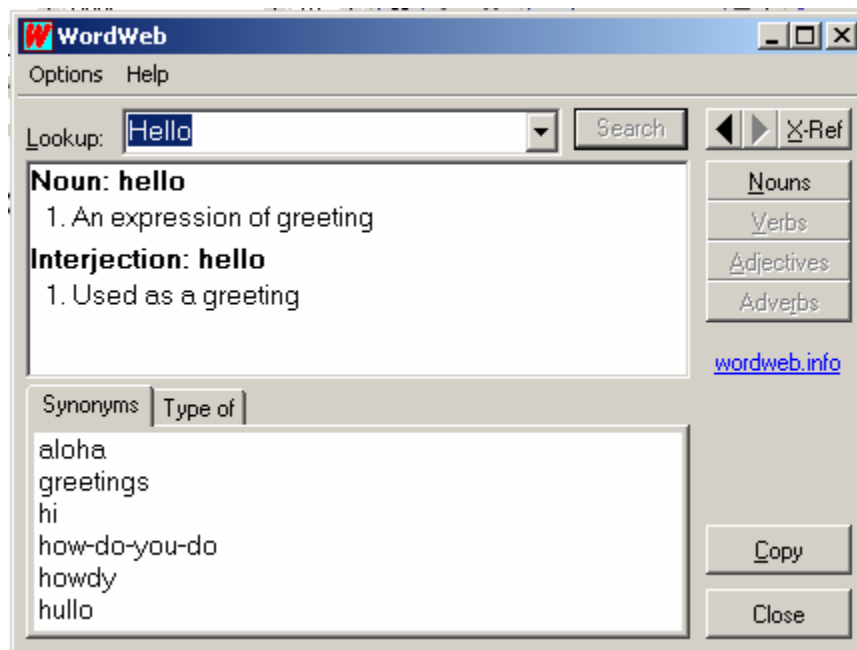 WordWeb
Options Help
Lookup: Hello Search X-Ref
Noun: hello
1. An expression of greeting
Interjection: hello
1. Used as a greeting
Nouns
Verbs
Adjectives
Adverbs
wordweb.info
Synonyms Type of
aloha
greetings
hi
how-do-you-do
howdy
hullo
Copy
Close